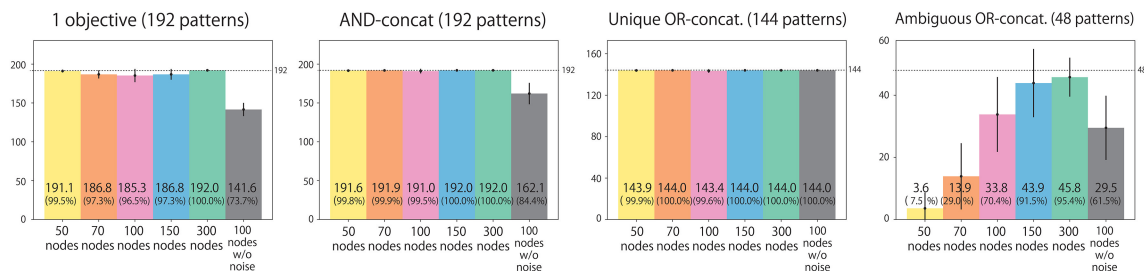 1 objective (192 patterns)
200
150
100
50
0
192
191.1 186.8 185.3 186.8 192.0 141.6
(99.5%) (97.3%) (96.5%) (97.3%) (100.0%) (73.7%)
50 nodes
70 nodes
100 nodes
150 nodes
300 nodes
100 nodes w/o noise
AND-concat (192 patterns)
200
150
100
50
0
192
191.6 191.9 191.0 192.0 192.0 162.1
(99.8%) (99.9%) (99.5%) (100.0%) (100.0%) (84.4%)
50 nodes
70 nodes
100 nodes
150 nodes
300 nodes
100 nodes w/o noise
Unique OR-concat. (144 patterns)
160
120
80
40
0
144
143.9 144.0 143.4 144.0 144.0 144.0
( 99.9%) (100.0%) (99.6%) (100.0%) (100.0%) (100.0%)
50 nodes
70 nodes
100 nodes
150 nodes
300 nodes
100 nodes w/o noise
Ambiguous OR-concat. (48 patterns)
60
40
20
0
48
3.6 13.9 33.8 43.9 45.8 29.5
( 7.5 %) (29.0 %) (70.4%) (91.5%) (95.4%) (61.5%)
50 nodes
70 nodes
100 nodes
150 nodes
300 nodes
100 nodes w/o noise